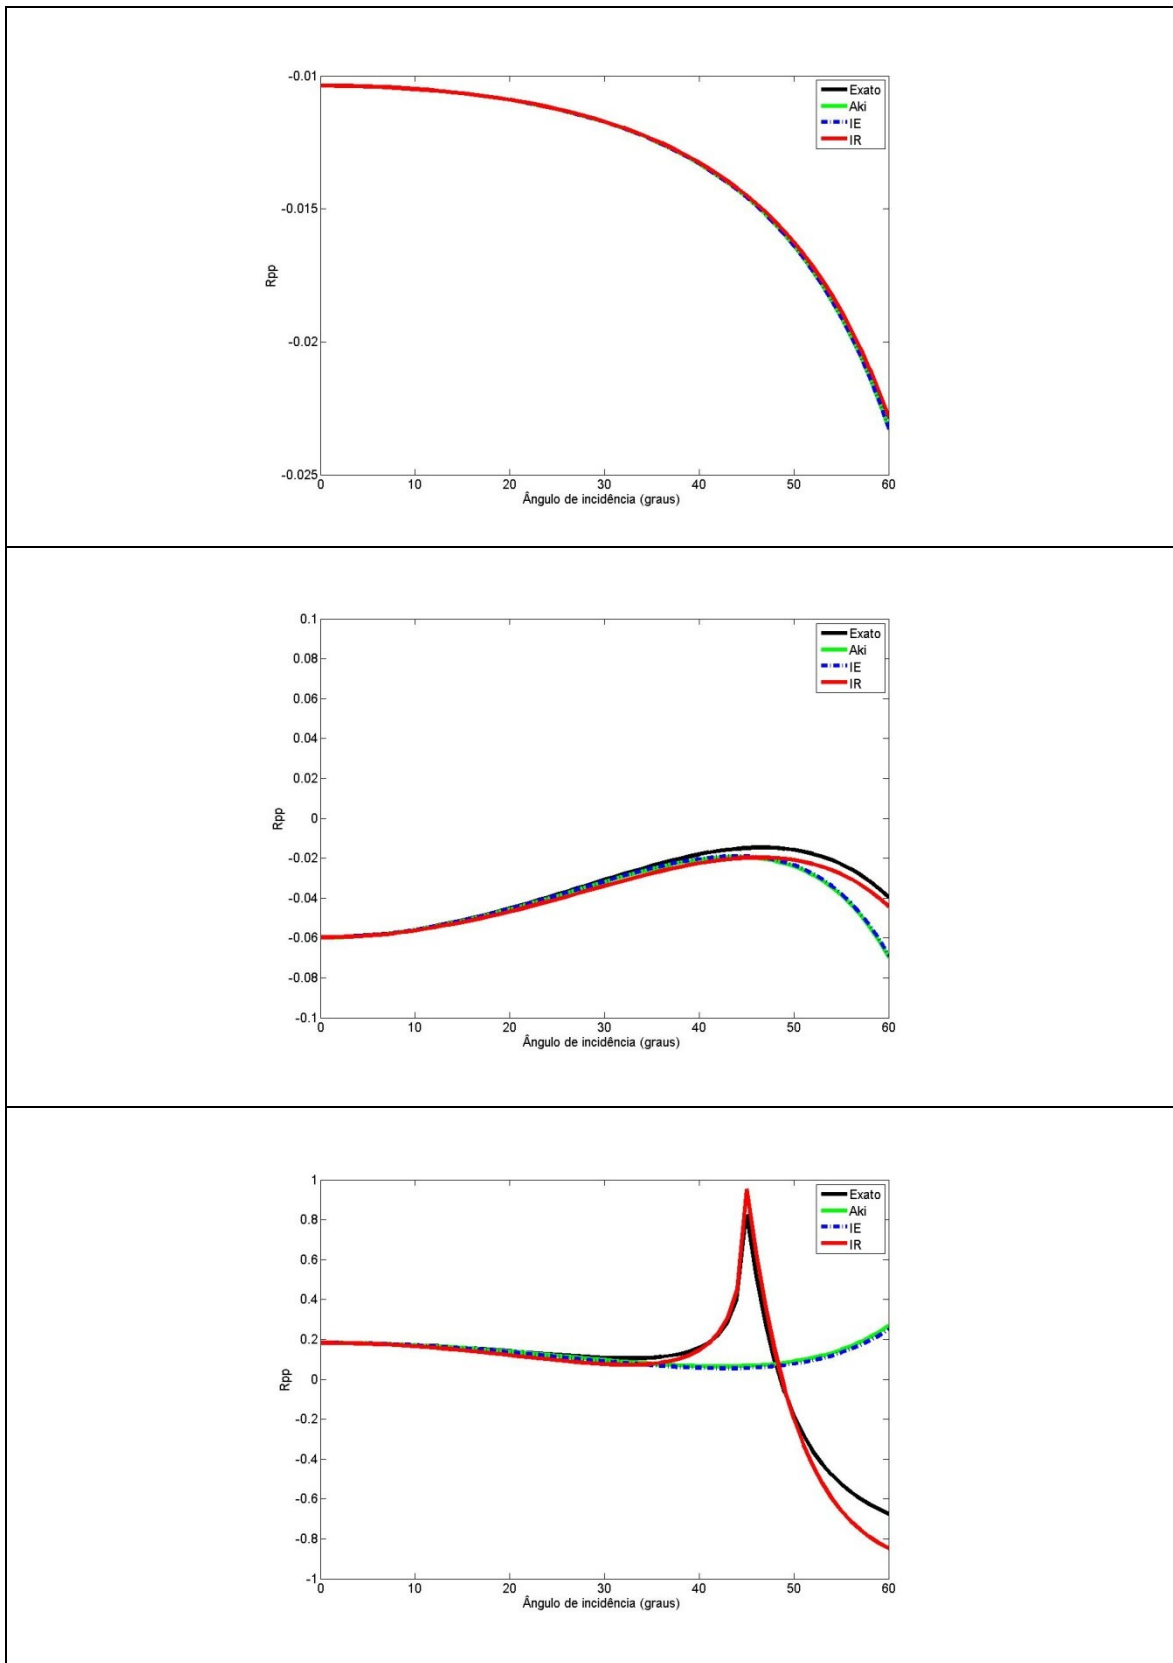 -0.01
-0.015
-0.02
-0.025
Rpp
0 10 20 30 40 50 60
Ângulo de incidência (graus)
Exato
Aki
IE
IR
0.1
0.08
0.06
0.04
0.02
0
-0.02
-0.04
-0.06
-0.08
-0.1
Rpp
0 10 20 30 40 50 60
Ângulo de incidência (graus)
Exato
Aki
IE
IR
1
0.8
0.6
0.4
0.2
0
-0.2
-0.4
-0.6
-0.8
-1
Rpp
0 10 20 30 40 50 60
Ângulo de incidência (graus)
Exato
Aki
IE
IR